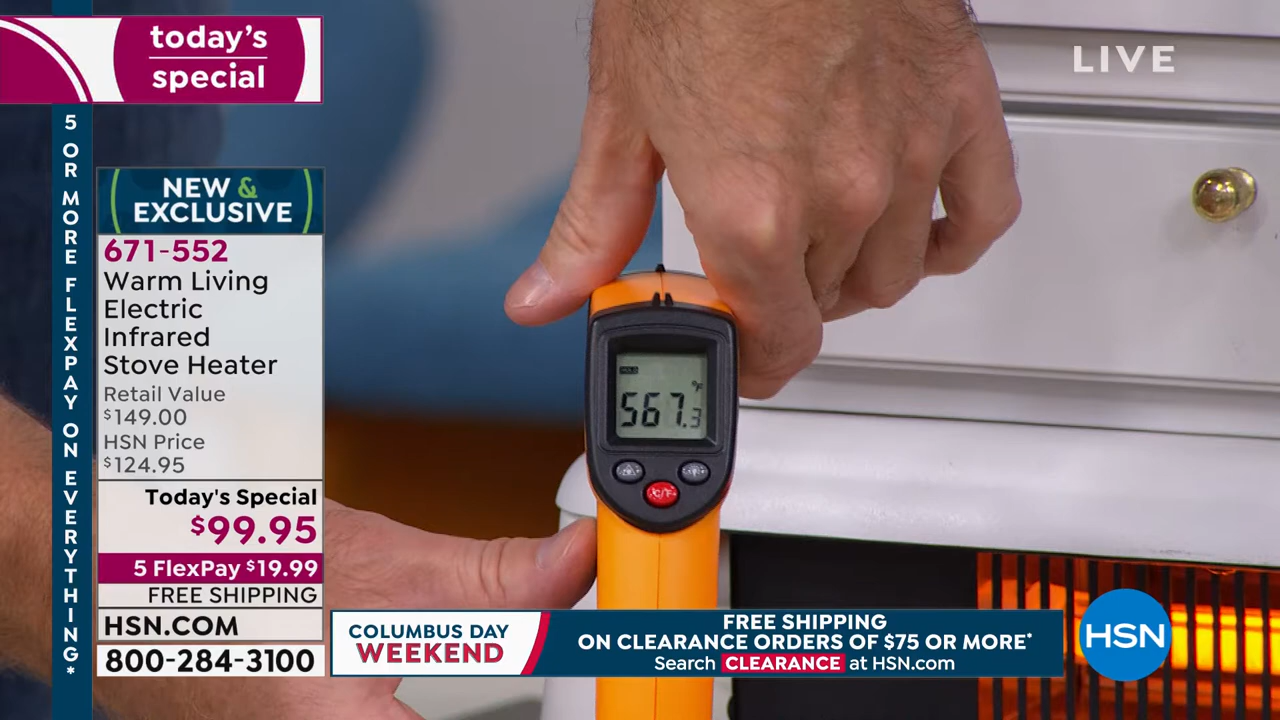 today's
special
LIVE
5 OR MORE FLEXPAY ON EVERYTHING*
NEW &
EXCLUSIVE
671-552
Warm Living
Electric
Infrared
Stove Heater
Retail Value
$149.00
HSN Price
$124.95
Today's Special
$99.95
5 FlexPay $19.99
FREE SHIPPING
HSN.COM
800-284-3100
HOLD
°F
567.3
C/F
COLUMBUS DAY
WEEKEND
FREE SHIPPING
ON CLEARANCE ORDERS OF $75 OR MORE*
Search CLEARANCE at HSN.com
HSN